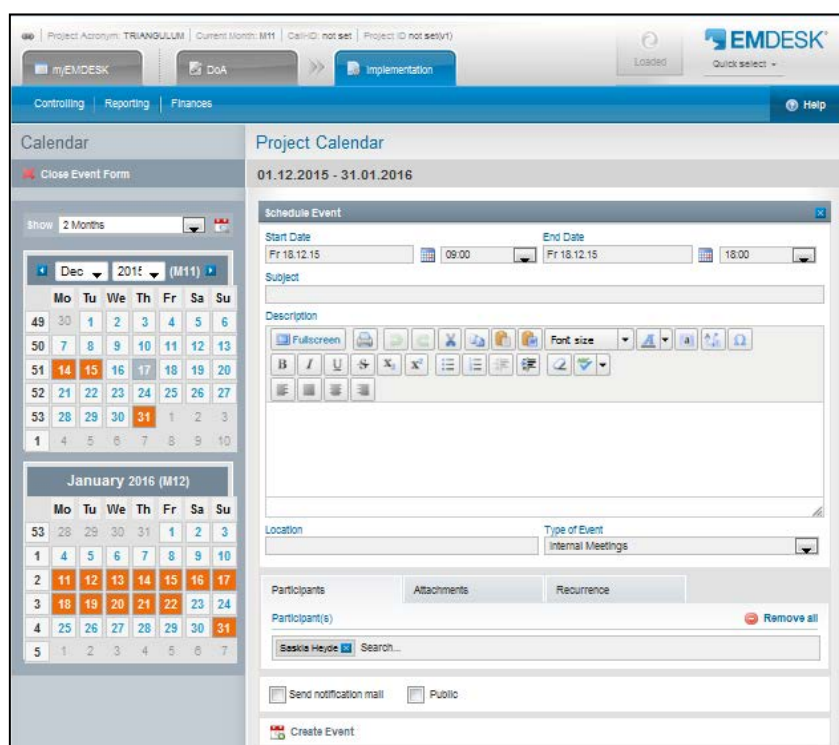 Project Acronym: TRIANGULUM | Current Month: M11 | Call-ID: not set | Project ID not set(v1)
EMDESK
Loaded
Quick select
myEMDESK
DoA
Implementation
Controlling | Reporting | Finances
Help
Calendar
Close Event Form
Show 2 Months
Dec 2015 (M11)
Mo Tu We Th Fr Sa Su
49 30 1 2 3 4 5 6
50 7 8 9 10 11 12 13
51 14 15 16 17 18 19 20
52 21 22 23 24 25 26 27
53 28 29 30 31 1 2 3
1 4 5 6 7 8 9 10
January 2016 (M12)
Mo Tu We Th Fr Sa Su
53 28 29 30 31 1 2 3
1 4 5 6 7 8 9 10
2 11 12 13 14 15 16 17
3 18 19 20 21 22 23 24
4 25 26 27 28 29 30 31
5 1 2 3 4 5 6 7
Project Calendar
01.12.2015 - 31.01.2016
Schedule Event
Start Date End Date
Fr 18.12.15 09:00 Fr 18.12.15 18:00
Subject
Description
Fullscreen Font size
B I U S X₂ x²
Location Type of Event
Internal Meetings
Participants Attachments Recurrence
Participant(s) Remove all
Saskia Heyde Search...
Send notification mail Public
Create Event